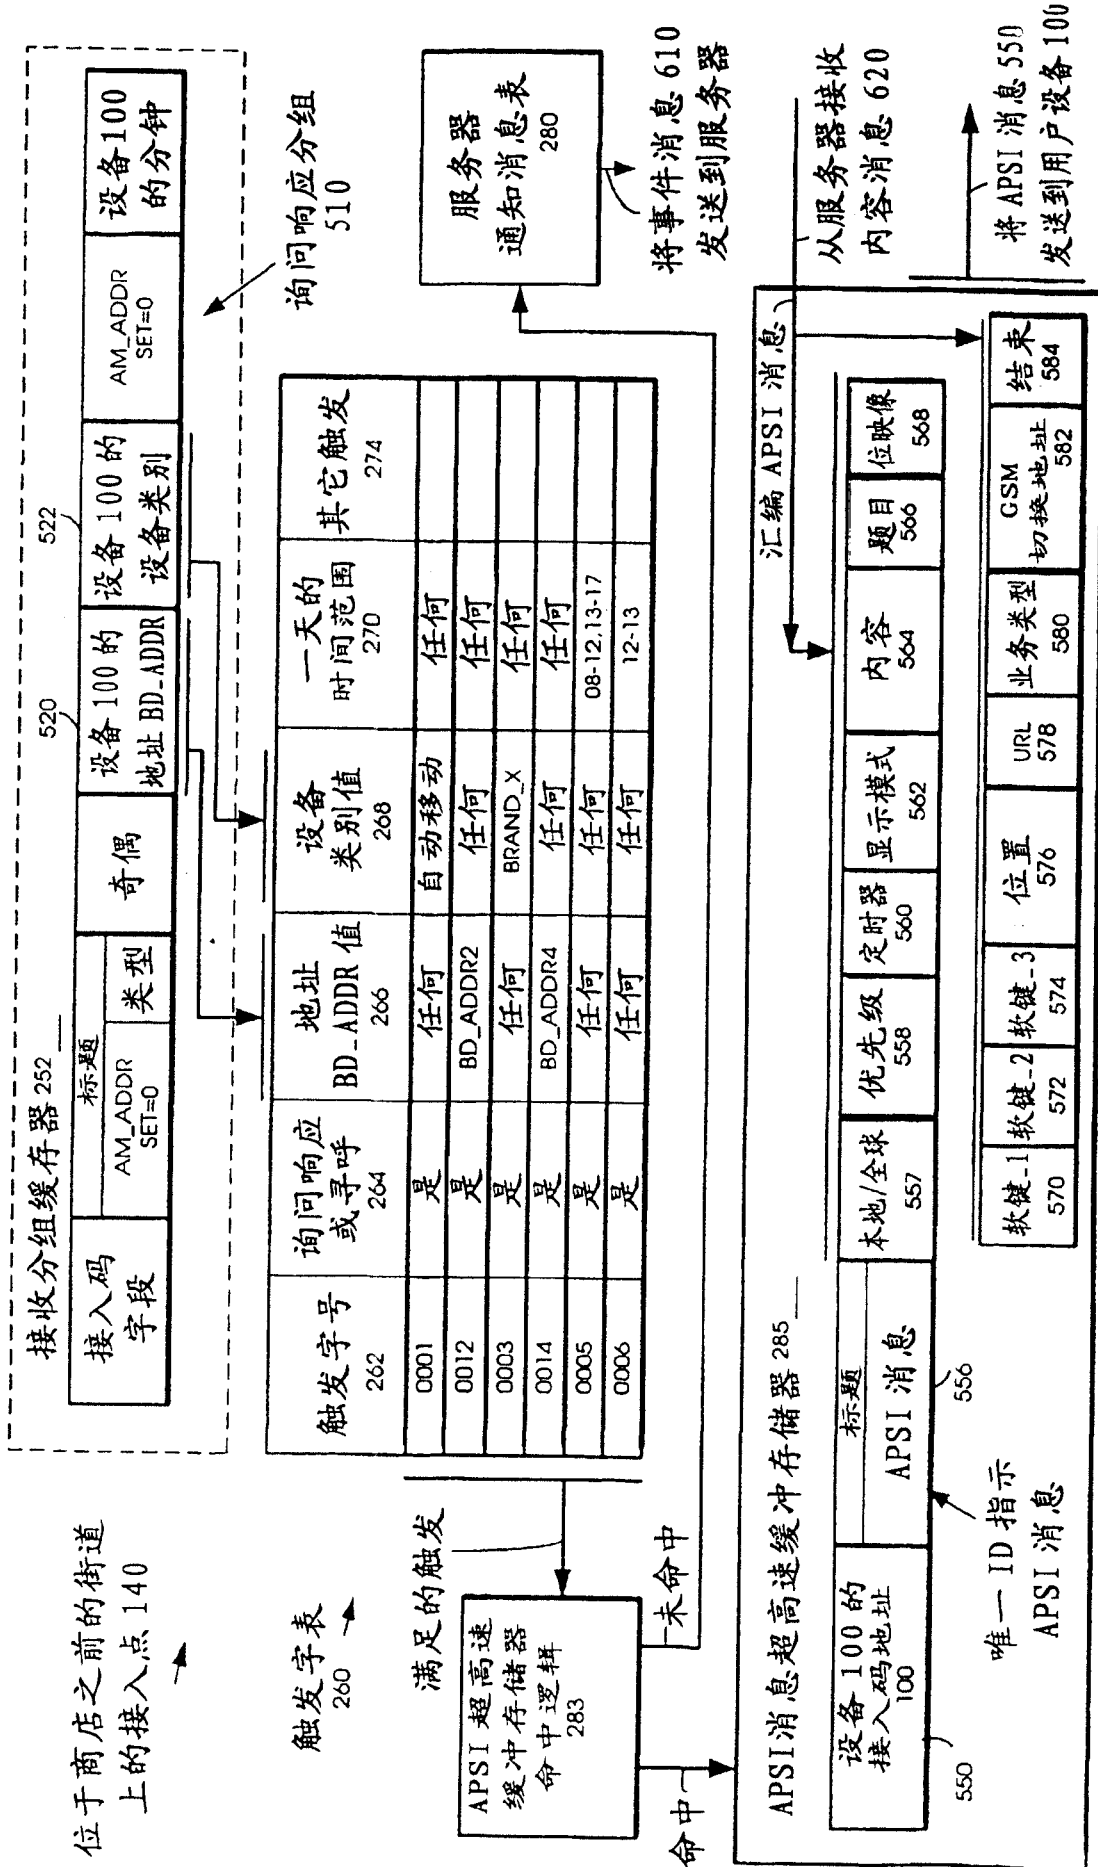 位于商店之前的街道
上的接入点 140
接收分组缓存器 252
接入码
字段
标题
AM_ADDR
SET=0
类型
奇偶
520
设备 100 的
地址 BD_ADDR
522
设备 100 的
设备类别
AM_ADDR
SET=0
设备 100
的分钟
询问响应分组
510
触发字表
260
触发字号
262
询问响应
或寻呼
264
地址
BD_ADDR 值
266
设备
类别值
268
一天的
时间范围
270
其它触发
274
0001
是
任何
自动移动
任何
0012
是
BD_ADDR2
任何
任何
0003
是
任何
BRAND_X
任何
0014
是
BD_ADDR4
任何
任何
0005
是
任何
任何
08-12,13-17
0006
是
任何
任何
12-13
满足的触发
APSI 超高速
缓冲存储器
命中逻辑
283
未命中
命中
服务器
通知消息表
280
将事件消息 610
发送到服务器
APSI消息超高速缓冲存储器 285
汇编 APSI 消息
从服务器接收
内容消息 620
设备 100 的
接入码地址
100
550
标题
APSI 消息
556
唯一 ID 指示
APSI 消息
本地/全球
557
优先级
558
定时器
560
显示模式
562
内容
564
题目
566
位映像
568
软键_1
570
软键_2
572
软键_3
574
位置
576
URL
578
业务类型
580
GSM
切换地址
582
结束
584
将 APSI 消息 550
发送到用户设备 100